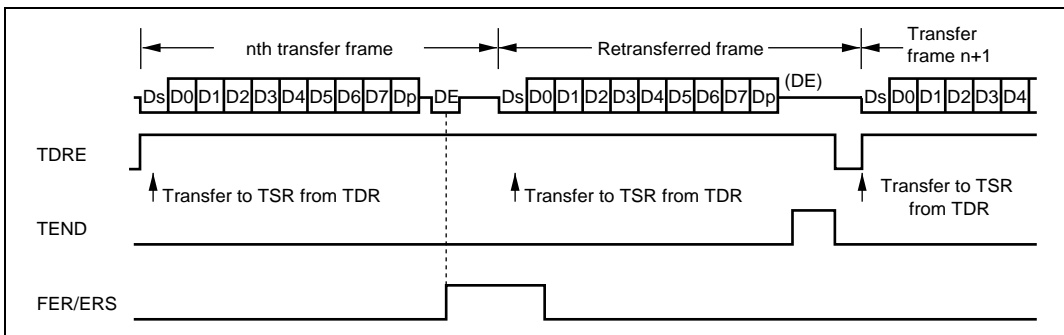 nth transfer frame
Retransferred frame
Transfer
frame n+1
Ds D0 D1 D2 D3 D4 D5 D6 D7 Dp DE
Ds D0 D1 D2 D3 D4 D5 D6 D7 Dp (DE)
Ds D0 D1 D2 D3 D4
TDRE
Transfer to TSR from TDR
Transfer to TSR from TDR
Transfer to TSR
from TDR
TEND
FER/ERS